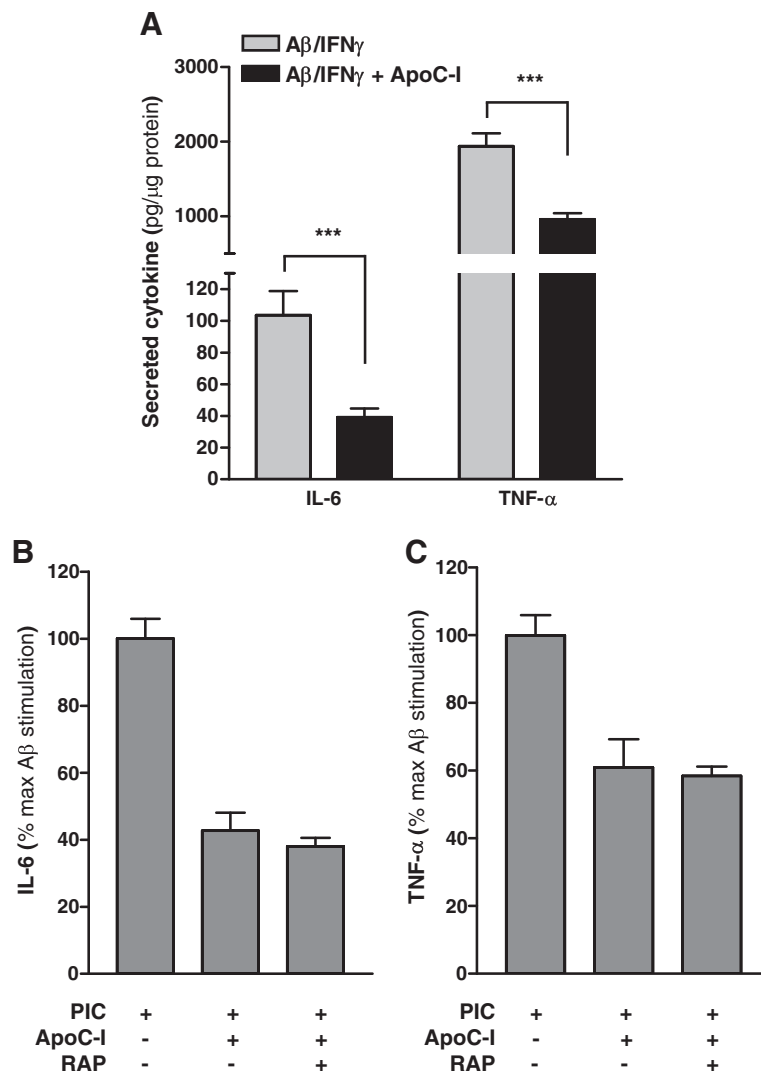 A
Aβ/IFNγ
Aβ/IFNγ + ApoC-I
Secreted cytokine (pg/µg protein)
3000
2000
1000
120
100
80
60
40
20
0
***
***
IL-6
TNF-α
B
IL-6 (% max Aβ stimulation)
120
100
80
60
40
20
0
PIC + + +
ApoC-I - + +
RAP - - +
C
TNF-α (% max Aβ stimulation)
120
100
80
60
40
20
0
PIC + + +
ApoC-I - + +
RAP - - +